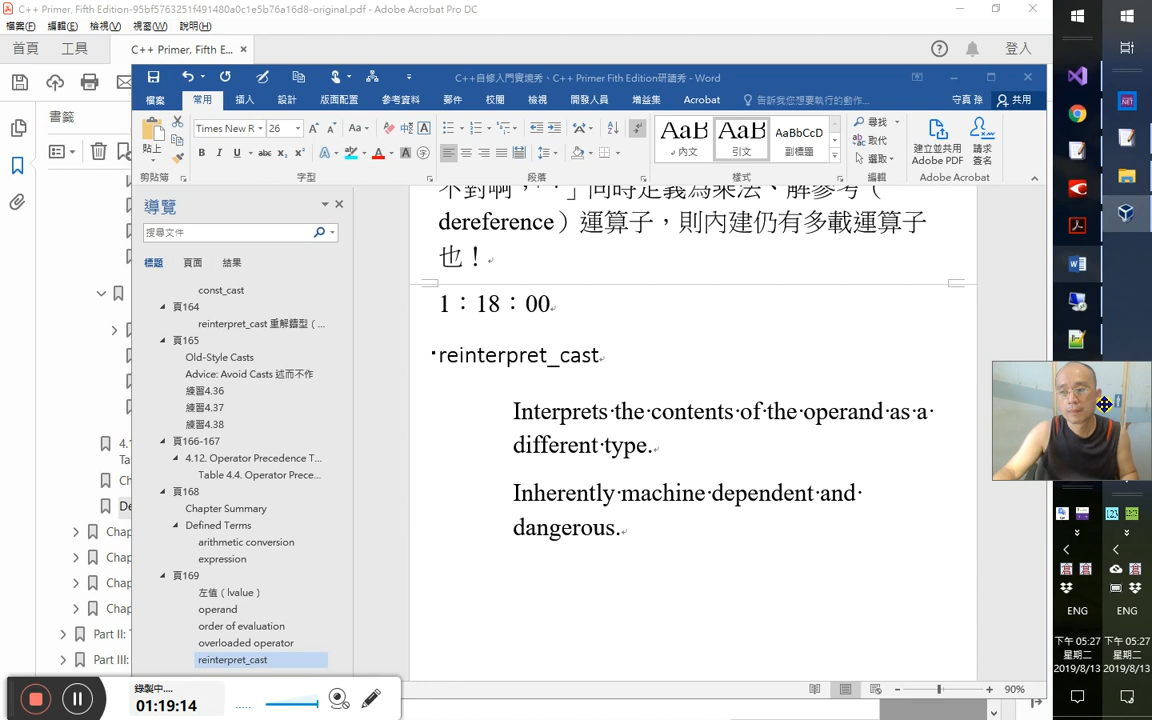 C++ Primer, Fifth Edition-95bf5763251f491480a0c1e5b76a16d8-original.pdf - Adobe Acrobat Pro DC
檔案(F) 編輯(E) 檢視(V) 視窗(W) 說明(H)
首頁 工具 C++ Primer, Fifth E... × 登入
書籤
C++自修入門實境秀、C++ Primer Fith Edition研讀秀 - Word
檔案 常用 插入 設計 版面配置 參考資料 郵件 校閱 檢視 開發人員 增益集 Acrobat 告訴我您想要執行的動作... 守真 孫 共用
貼上 Times New R 26 AaB AaB AaBbCcD 尋找 取代 選取 建立並共用 Adobe PDF 請求 簽名
內文 引文 副標題
剪貼簿 字型 段落 樣式 編輯 Adobe Acrobat
導覽
搜尋文件
標題 頁面 結果
const_cast
頁164
reinterpret_cast 重解鑄型（...
頁165
Old-Style Casts
Advice: Avoid Casts 述而不作
練習4.36
練習4.37
練習4.38
頁166-167
4.12. Operator Precedence T...
Table 4.4. Operator Prece...
頁168
Chapter Summary
Defined Terms
arithmetic conversion
expression
頁169
左值（lvalue）
operand
order of evaluation
overloaded operator
reinterpret_cast
4.
Ta
Ch
De
Chap
Chap
Chap
Chap
Part II: T
Part III:
dereference）運算子，則內建仍有多載運算子
也！
1：18：00
reinterpret_cast
Interprets the contents of the operand as a
different type.
Inherently machine dependent and
dangerous.
90%
錄製中....
01:19:14
ENG ENG
下午 05:27 下午 05:27
星期二 星期二
2019/8/13 2019/8/13